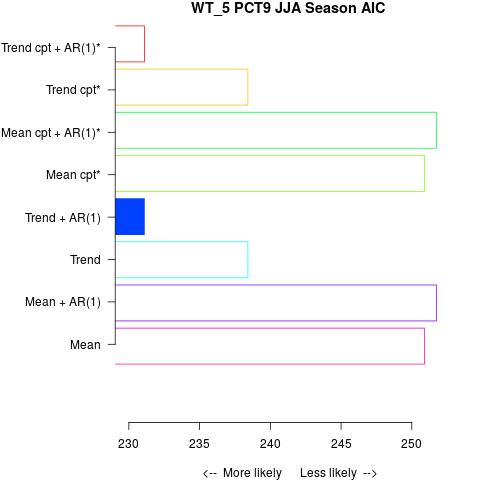 WT_5 PCT9 JJA Season AIC
Trend cpt + AR(1)*
Trend cpt*
Mean cpt + AR(1)*
Mean cpt*
Trend + AR(1)
Trend
Mean + AR(1)
Mean
230 235 240 245 250
<-- More likely Less likely -->